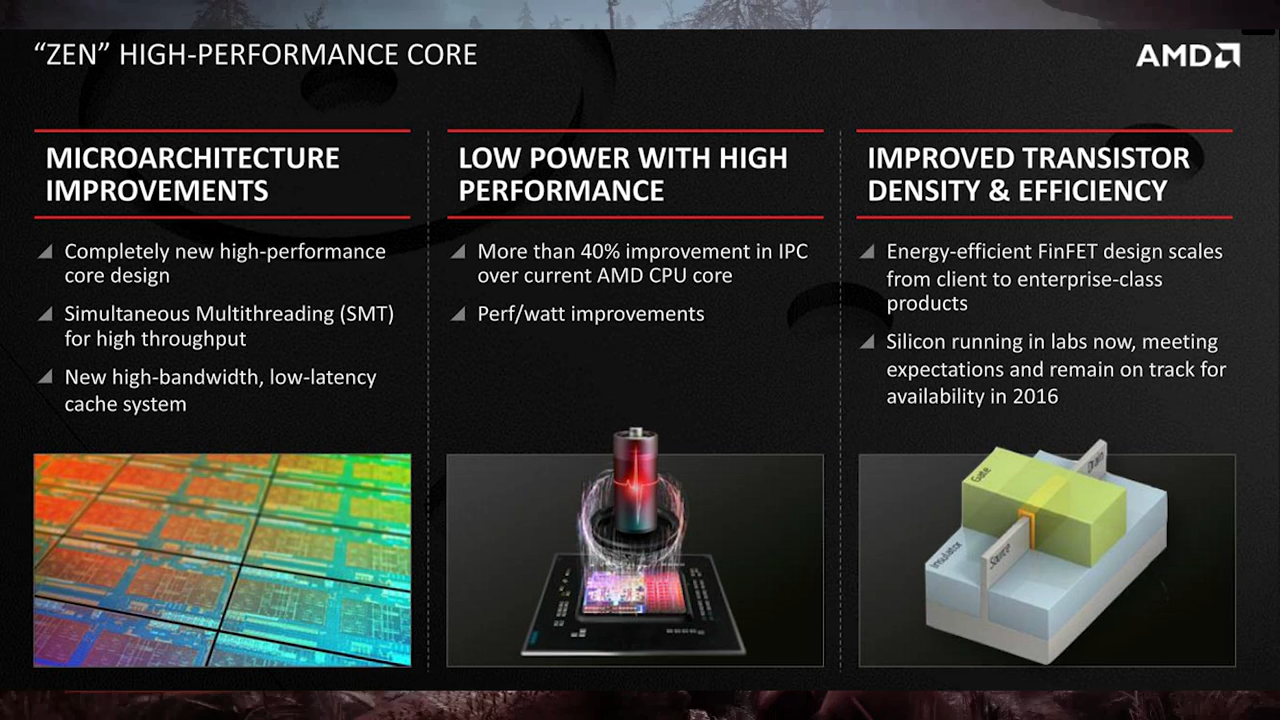 “ZEN” HIGH-PERFORMANCE CORE
AMD
MICROARCHITECTURE
IMPROVEMENTS
Completely new high-performance
core design
Simultaneous Multithreading (SMT)
for high throughput
New high-bandwidth, low-latency
cache system
LOW POWER WITH HIGH
PERFORMANCE
More than 40% improvement in IPC
over current AMD CPU core
Perf/watt improvements
IMPROVED TRANSISTOR
DENSITY & EFFICIENCY
Energy-efficient FinFET design scales
from client to enterprise-class
products
Silicon running in labs now, meeting
expectations and remain on track for
availability in 2016
Gate
Drain
Insulator
Source